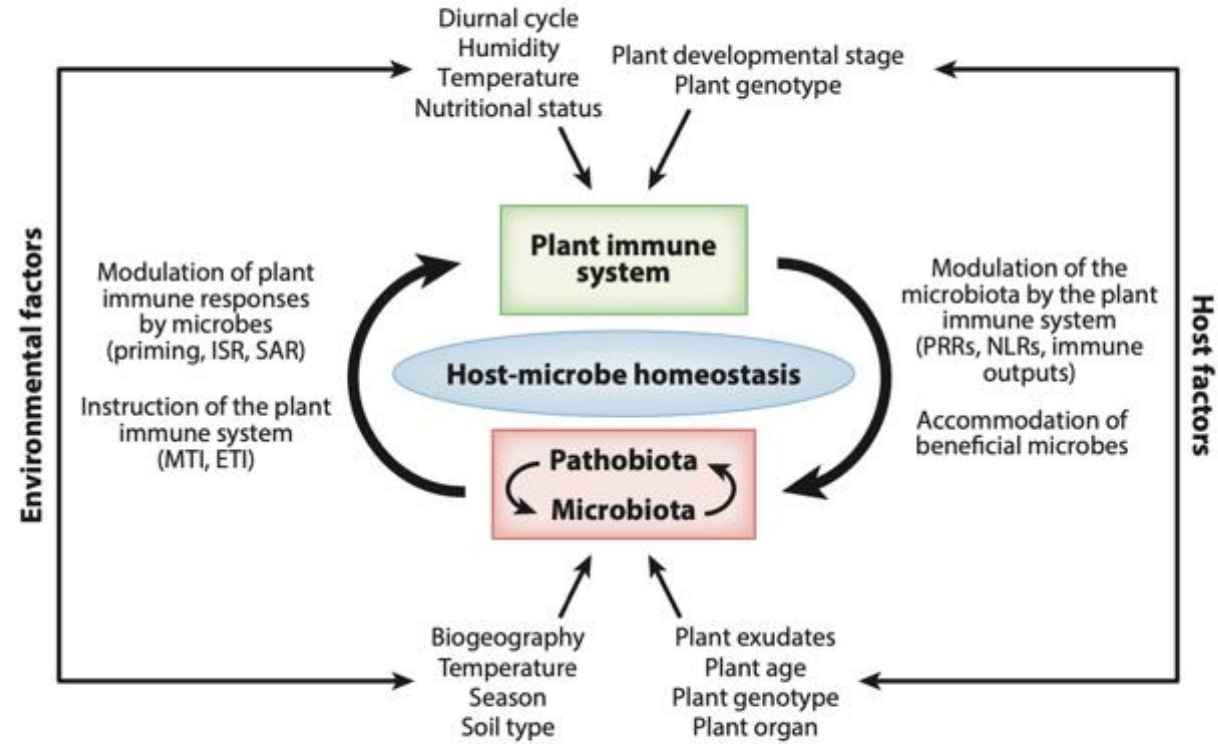 Diurnal cycle
Humidity
Temperature
Nutritional status
Plant developmental stage
Plant genotype
Environmental factors
Modulation of plant
immune responses
by microbes
(priming, ISR, SAR)
Instruction of the plant
immune system
(MTI, ETI)
Plant immune
system
Host-microbe homeostasis
Pathobiota
Microbiota
Modulation of the
microbiota by the plant
immune system
(PRRs, NLRs, immune
outputs)
Accommodation of
beneficial microbes
Host factors
Biogeography
Temperature
Season
Soil type
Plant exudates
Plant age
Plant genotype
Plant organ